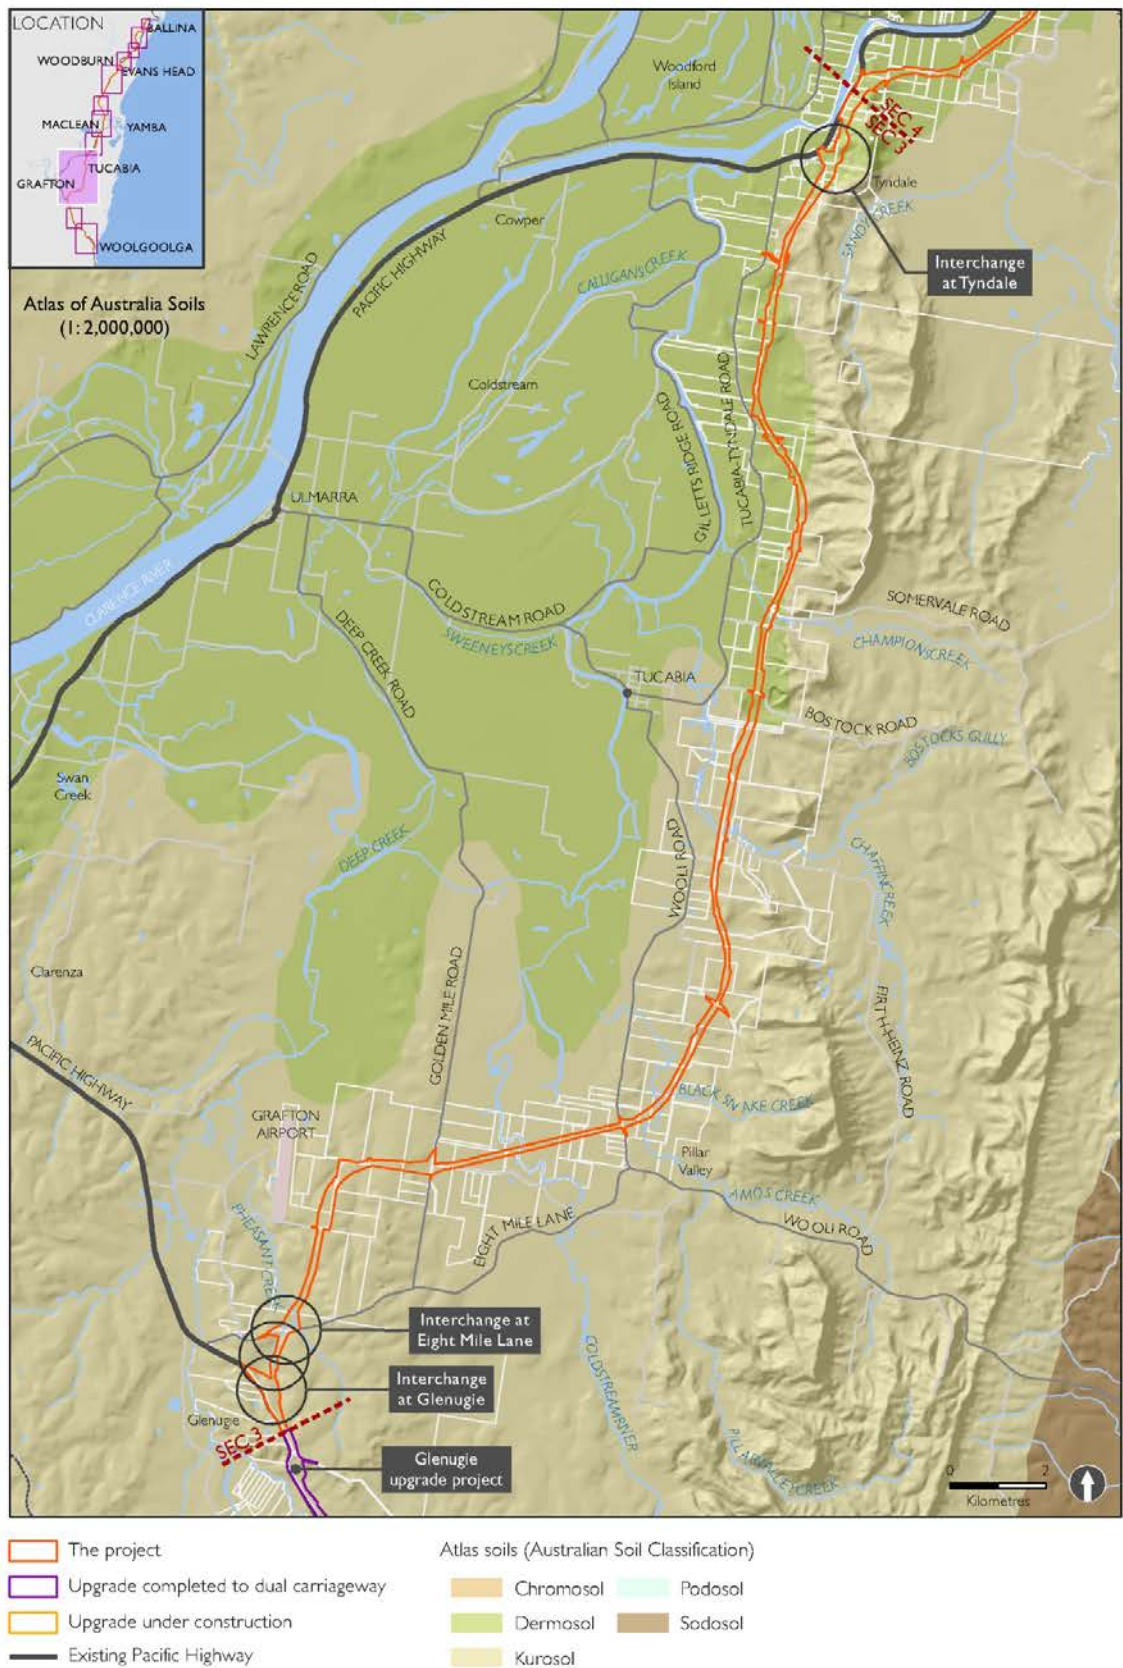 LOCATION
BALLINA
WOODBURN
EVANS HEAD
MACLEAN
YAMBA
TUCABIA
GRAFTON
WOOLGOOLGA
Atlas of Australia Soils
(1: 2,000,000)
Woodford
Island
SEC 4
SEC 3
Tyndale
SANDY CREEK
Interchange
at Tyndale
Cowper
PACIFIC HIGHWAY
LAWRENCE ROAD
CALLIGANS CREEK
Coldstream
GILLETTS RIDGE ROAD
TUCABIA-TYNDALE ROAD
ULMARRA
CLARENCE RIVER
COLDSTREAM ROAD
SWEENEYS CREEK
DEEP CREEK ROAD
SOMERVALE ROAD
CHAMPIONS CREEK
TUCABIA
BOSTOCK ROAD
BOSTOCKS GULLY
Swan
Creek
DEEP CREEK
WOOLI ROAD
CHAFFIN CREEK
Clarenza
GOLDEN MILE ROAD
FIRTH-HEINZ ROAD
PACIFIC HIGHWAY
BLACK SNAKE CREEK
GRAFTON
AIRPORT
Pillar
Valley
AMOS CREEK
WOOLI ROAD
PHEASANT CREEK
EIGHT MILE LANE
Interchange at
Eight Mile Lane
Interchange
at Glenugie
COLDSTREAM RIVER
Glenugie
SEC 3
Glenugie
upgrade project
PILLAR VALLEY CREEK
0 2
Kilometres
The project
Upgrade completed to dual carriageway
Upgrade under construction
Existing Pacific Highway
Atlas soils (Australian Soil Classification)
Chromosol
Podosol
Dermosol
Sodosol
Kurosol